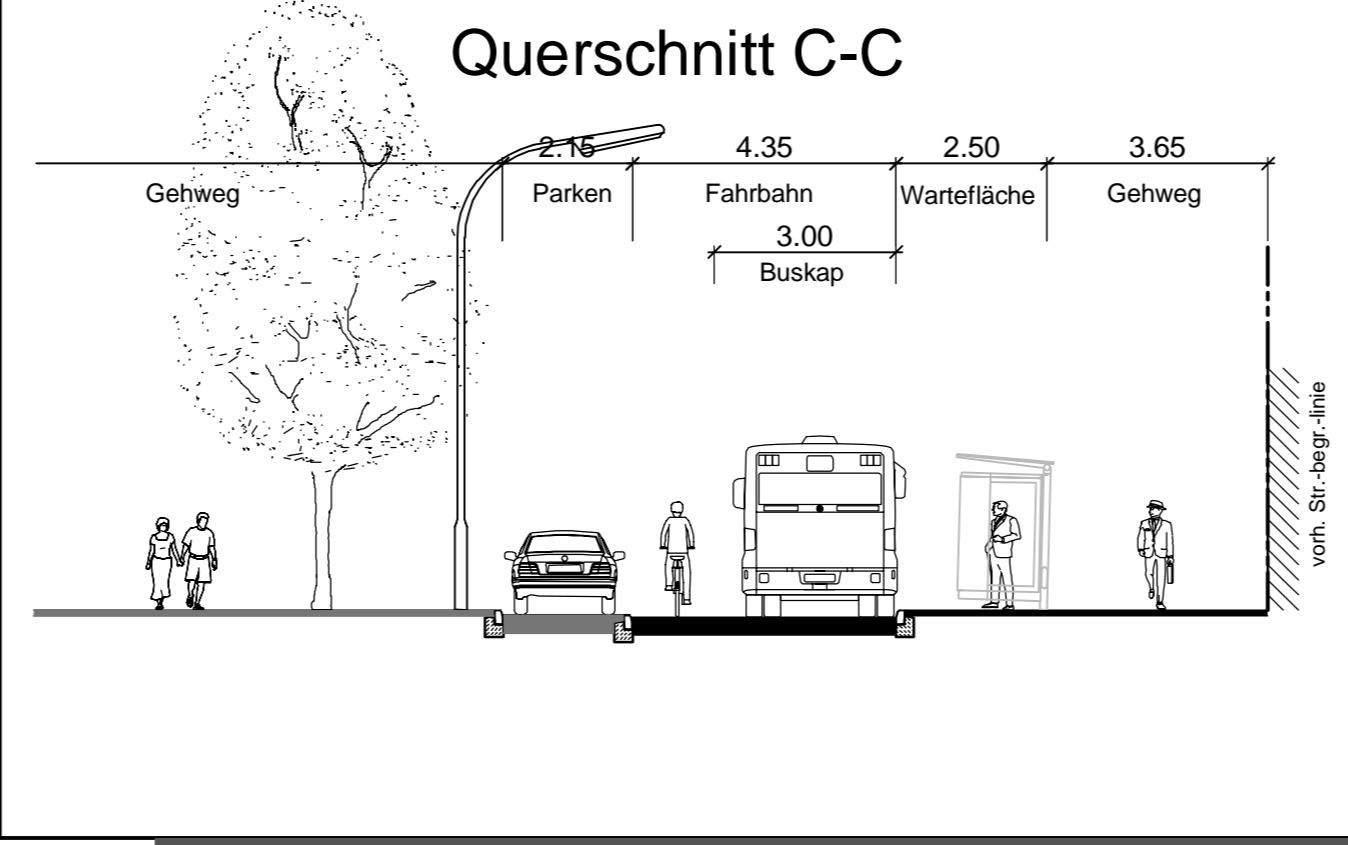 Querschnitt C-C
2.15 4.35 2.50 3.65
Gehweg Parken Fahrbahn Wartefläche Gehweg
3.00
Buskap
vorh. Str.-begr.-linie